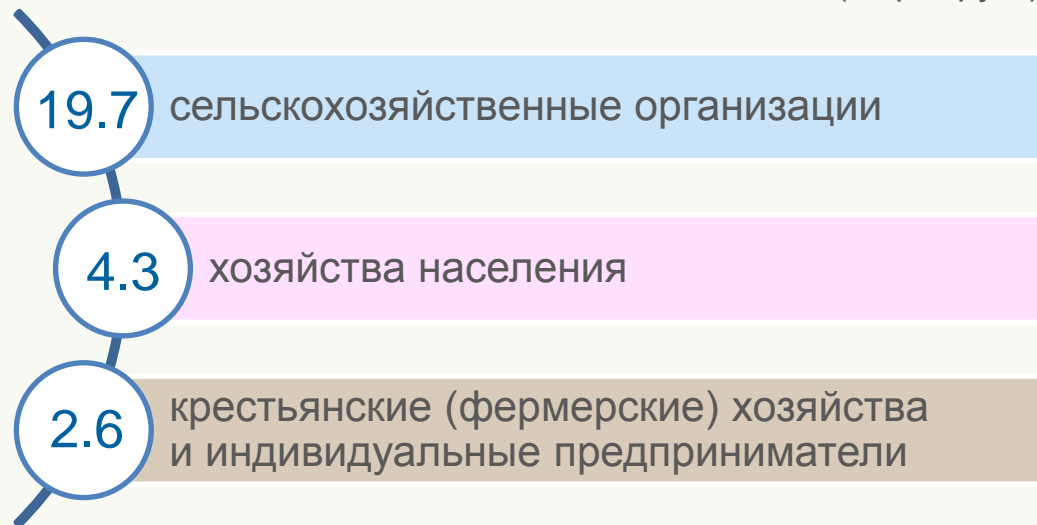 19.7
сельскохозяйственные организации
4.3
хозяйства населения
2.6
крестьянские (фермерские) хозяйства
и индивидуальные предприниматели